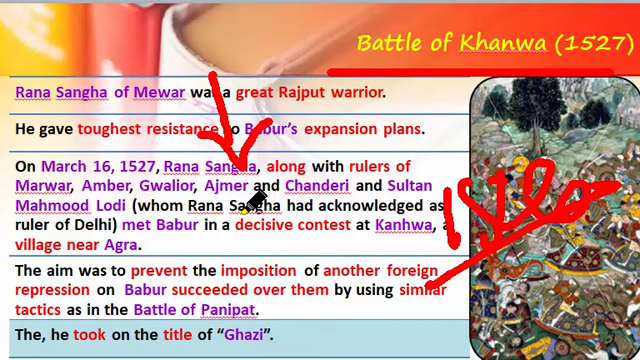 Battle of Khanwa (1527)
Rana Sangha of Mewar was a great Rajput warrior.
He gave toughest resistance to Babur's expansion plans.
On March 16, 1527, Rana Sangha, along with rulers of
Marwar, Amber, Gwalior, Ajmer and Chanderi and Sultan
Mahmood Lodi (whom Rana Sangha had acknowledged as
ruler of Delhi) met Babur in a decisive contest at Kanhwa, a
village near Agra.
The aim was to prevent the imposition of another foreign
repression on Babur succeeded over them by using similar
tactics as in the Battle of Panipat.
The, he took on the title of “Ghazi”.